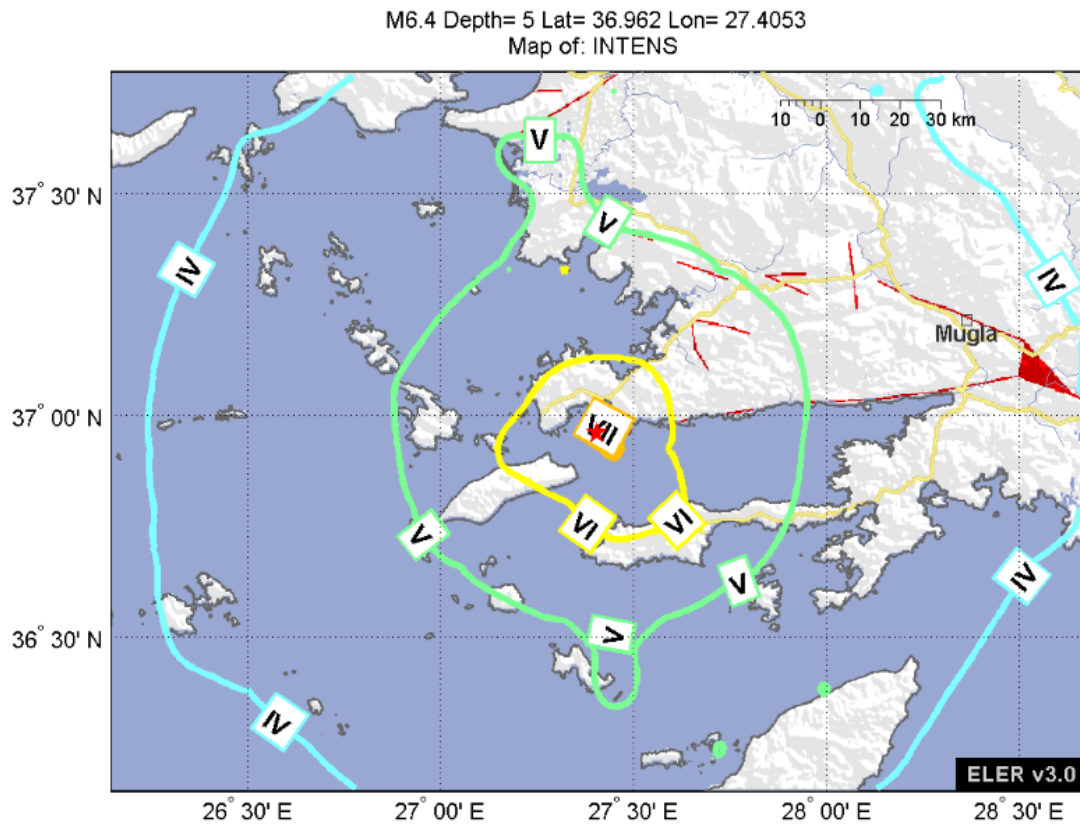 M6.4 Depth= 5 Lat= 36.962 Lon= 27.4053
Map of: INTENS
10 0 10 20 30 km
V
37° 30' N
V
IV
IV
Mugla
37° 00' N
VII
VI
VI
V
V
IV
36° 30' N
V
IV
ELER v3.0
26° 30' E
27° 00' E
27° 30' E
28° 00' E
28° 30' E